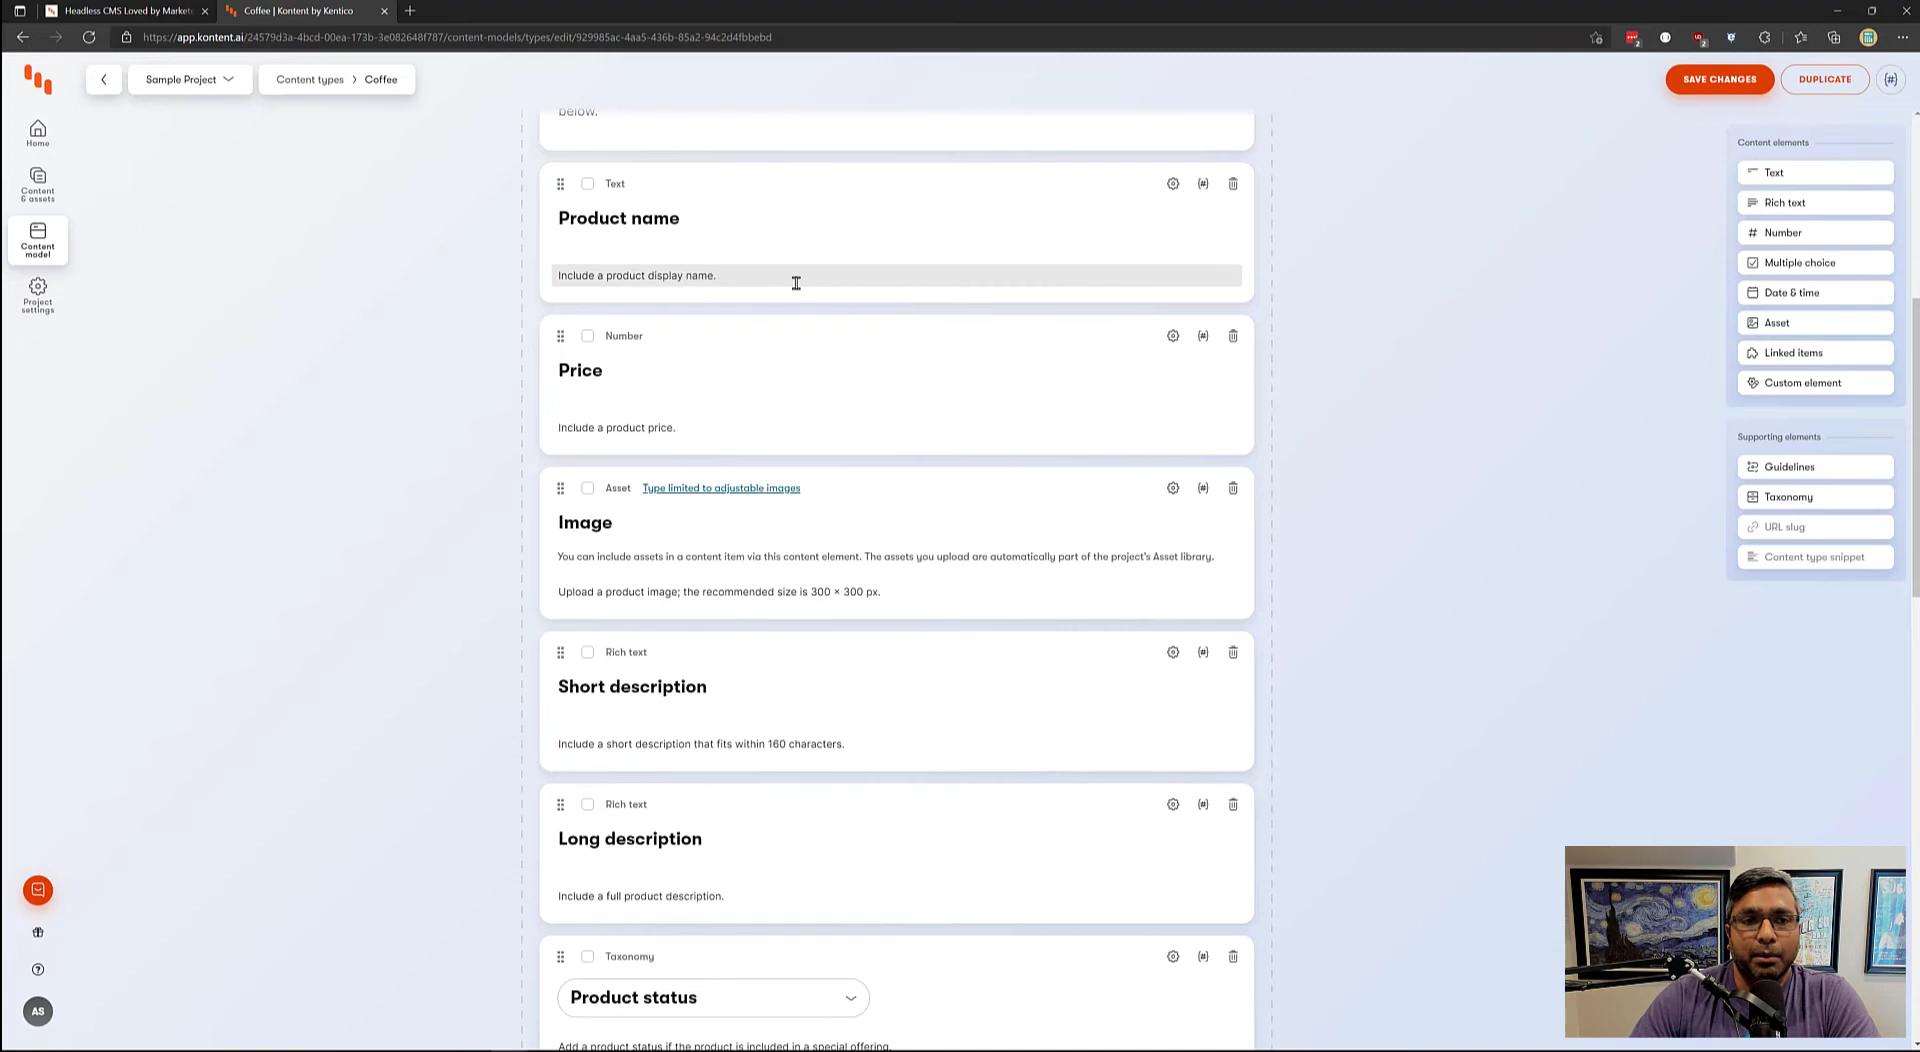 Headless CMS Loved by Markete
Coffee | Kontent by Kentico
https://app.kontent.ai/24579d3a-4bcd-00ea-173b-3e082648f787/content-models/types/edit/929985ac-4aa5-436b-85a2-94c2d4fbbebd
Sample Project
Content types > Coffee
SAVE CHANGES
DUPLICATE
{#}
Home
Content
& assets
Content
model
Project
settings
AS
below.
Text
{#}
Product name
Include a product display name.
Number
{#}
Price
Include a product price.
Asset Type limited to adjustable images
{#}
Image
You can include assets in a content item via this content element. The assets you upload are automatically part of the project's Asset library.
Upload a product image; the recommended size is 300 × 300 px.
Rich text
{#}
Short description
Include a short description that fits within 160 characters.
Rich text
{#}
Long description
Include a full product description.
Taxonomy
{#}
Product status
Add a product status if the product is included in a special offering.
Content elements
Text
Rich text
# Number
Multiple choice
Date & time
Asset
Linked items
Custom element
Supporting elements
Guidelines
Taxonomy
URL slug
Content type snippet